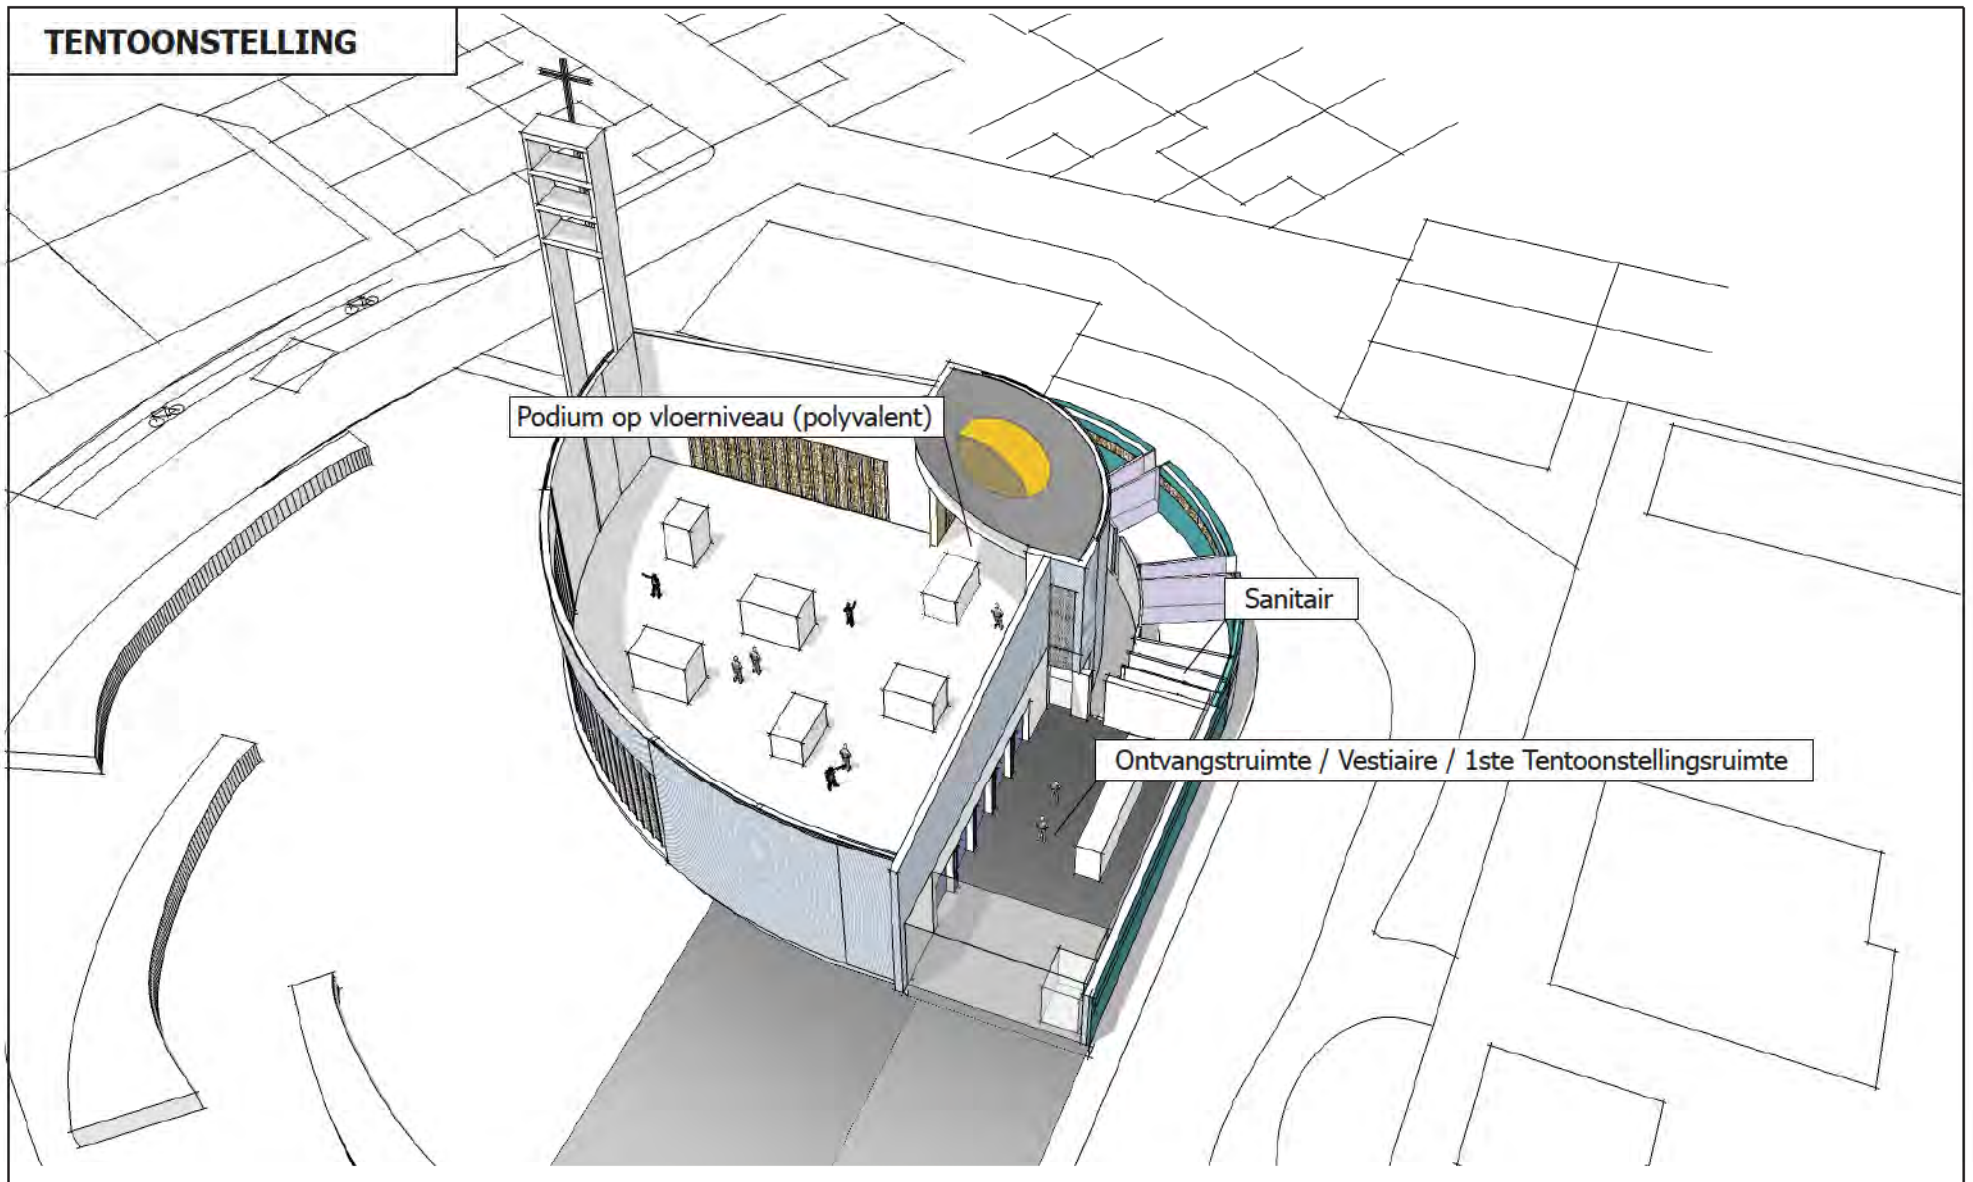 TENTOONSTELLING
Podium op vloerniveau (polyvalent)
Sanitair
Ontvangstruimte / Vestiaire / 1ste Tentoonstellingsruimte